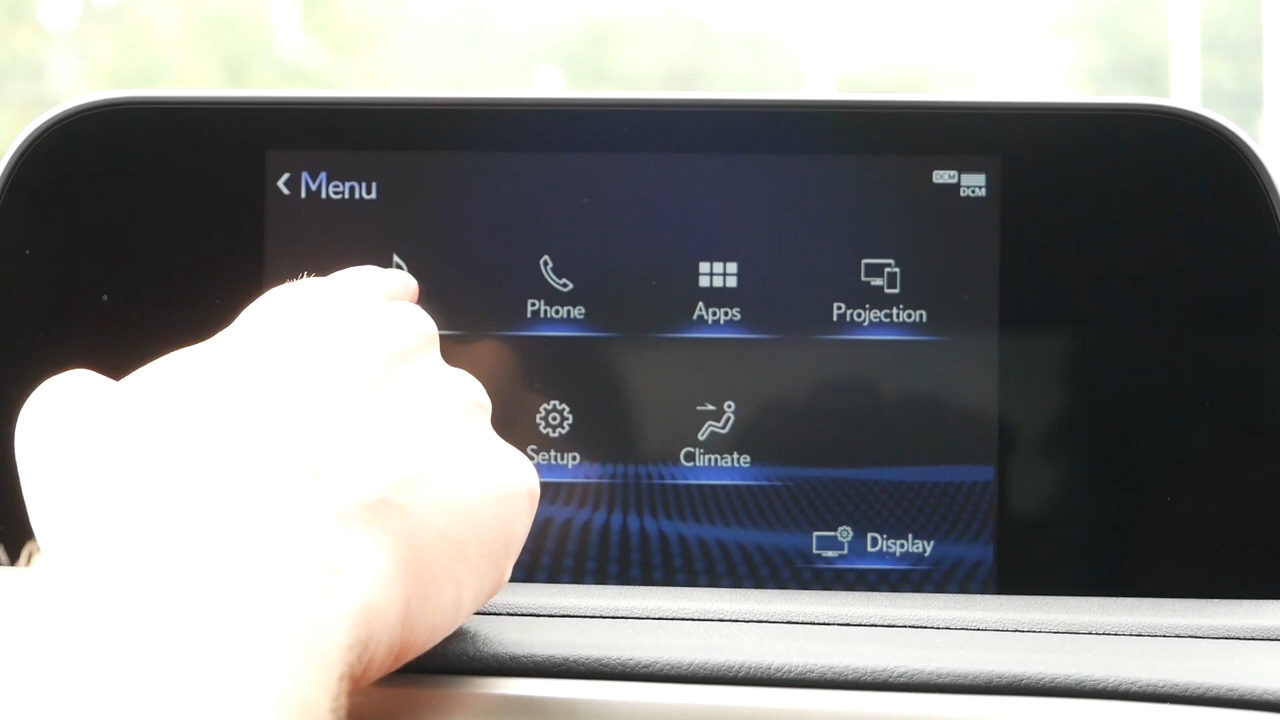 Menu
DCM
DCM
Phone
Apps
Projection
Setup
Climate
Display